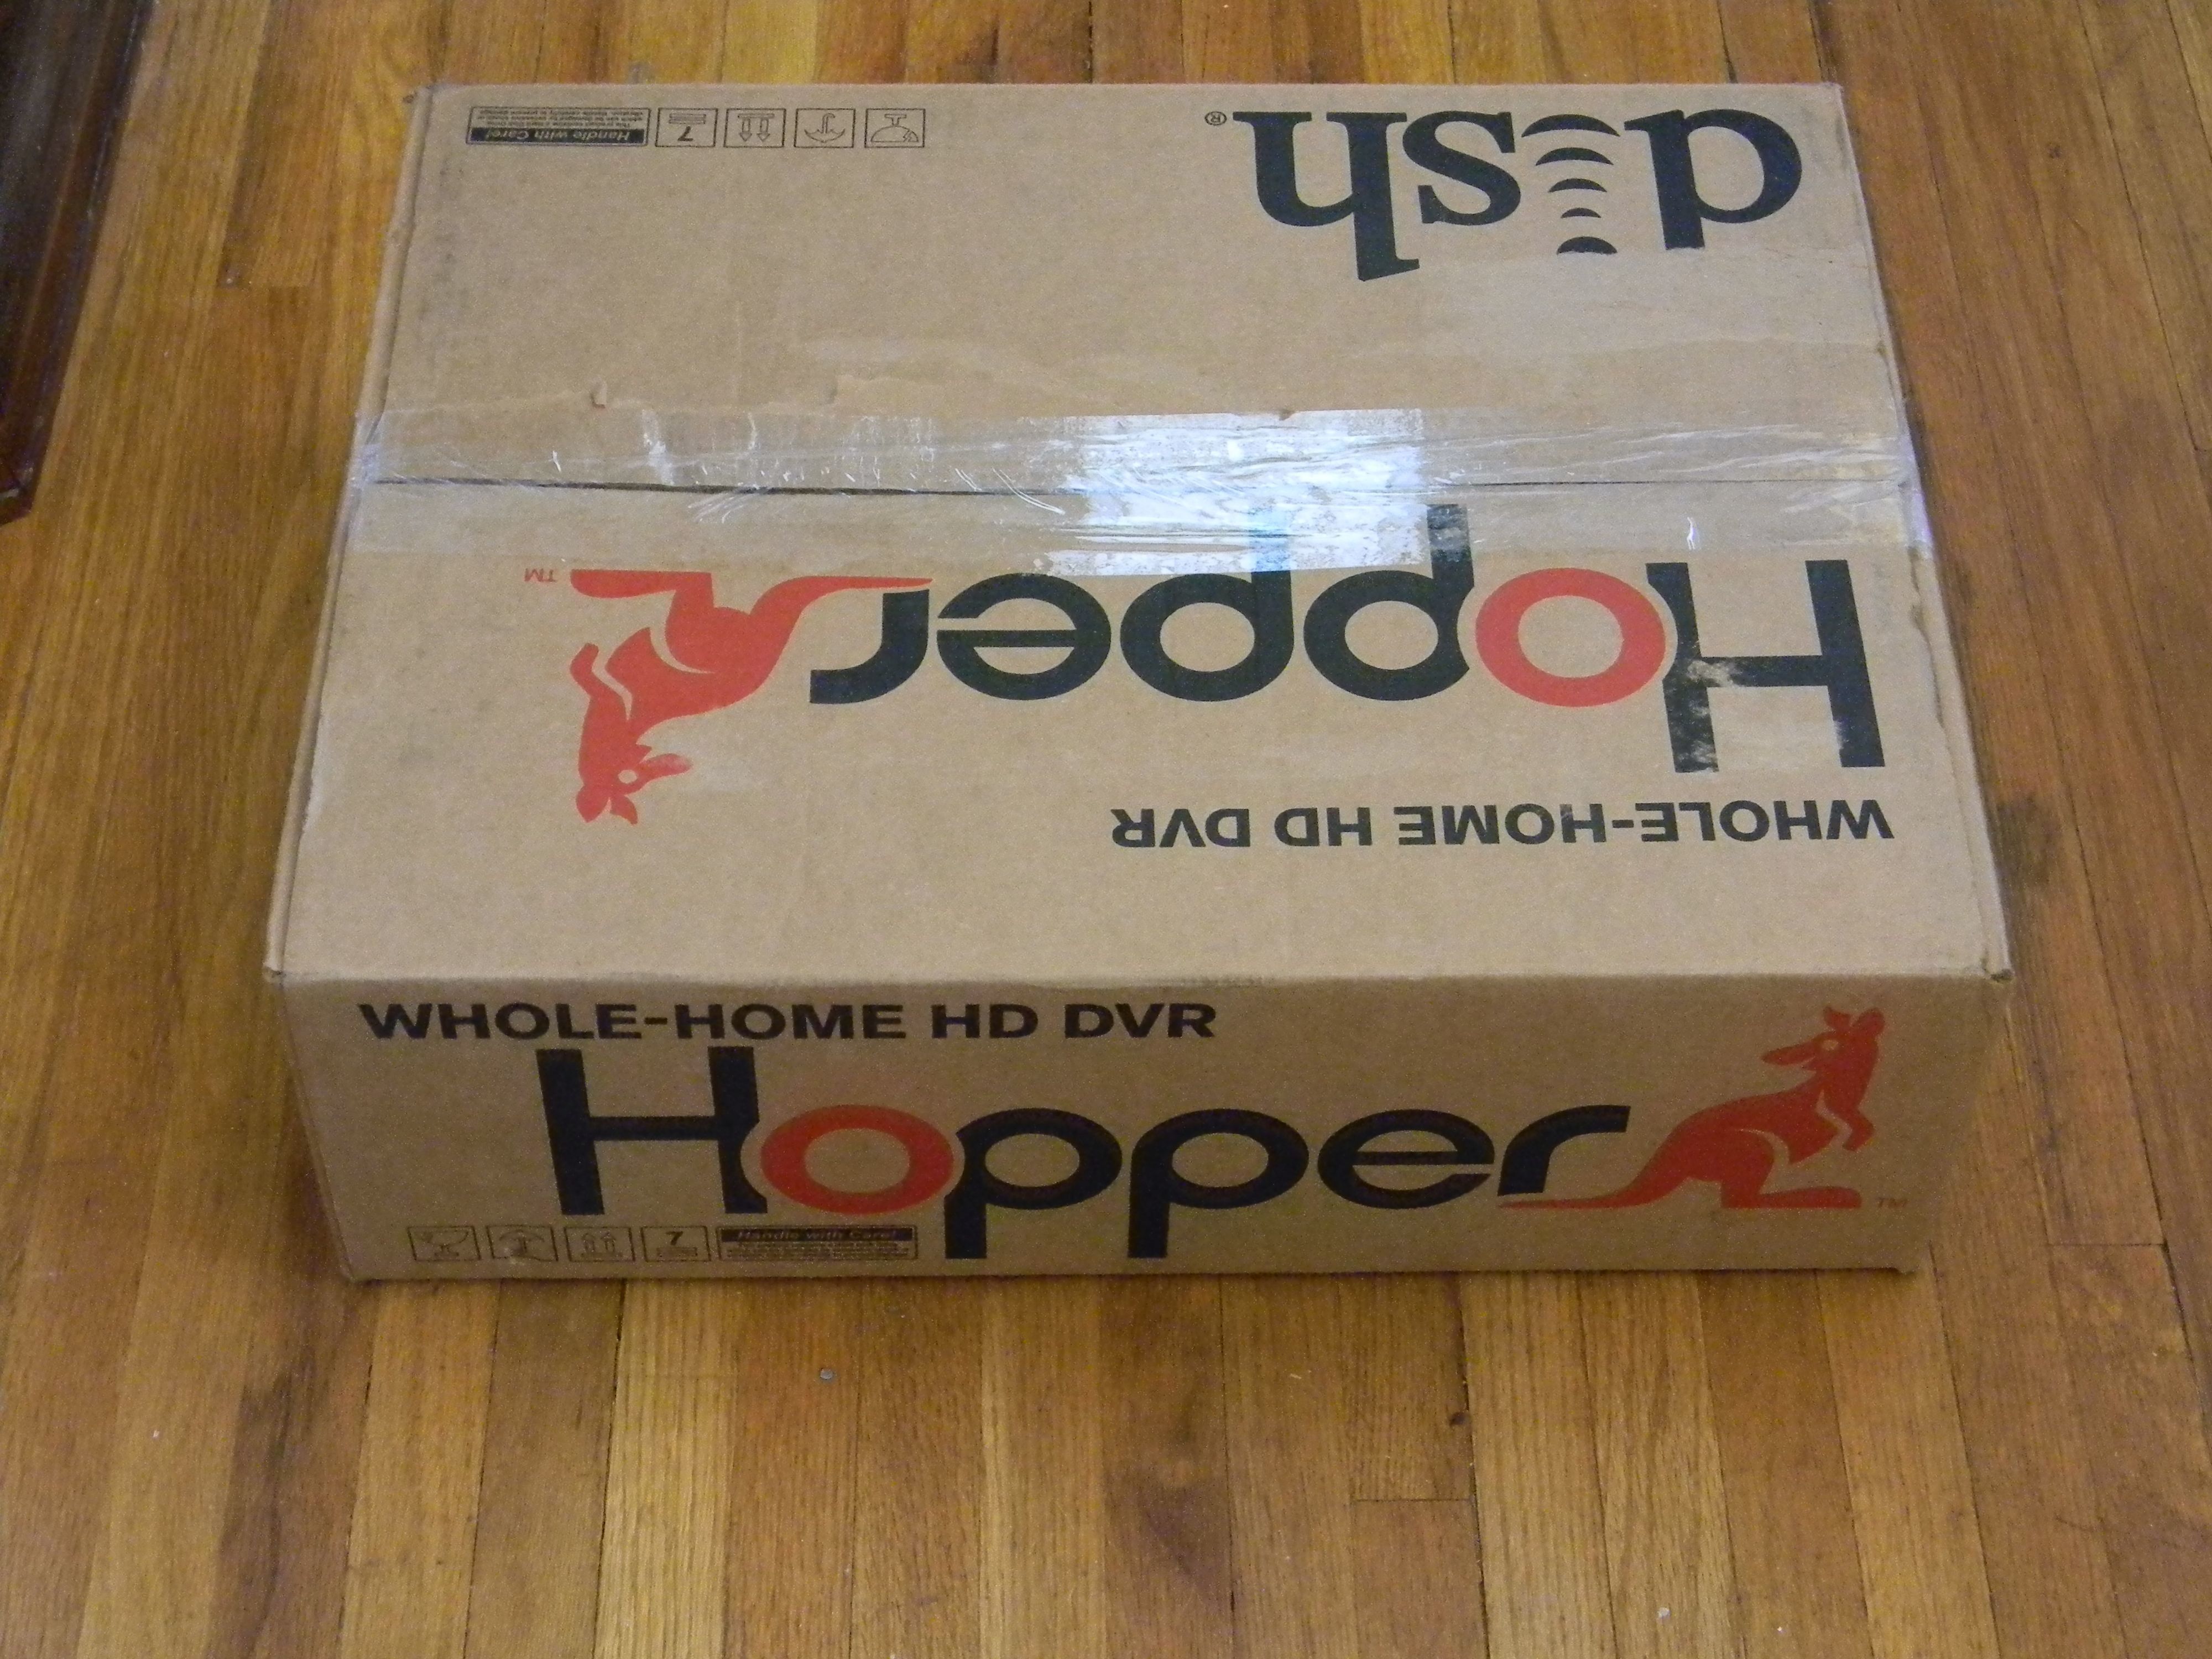 dish®
Handle with Care!
7
Hopper™
WHOLE-HOME HD DVR
WHOLE-HOME HD DVR
Hopper™
7
Handle with Care!